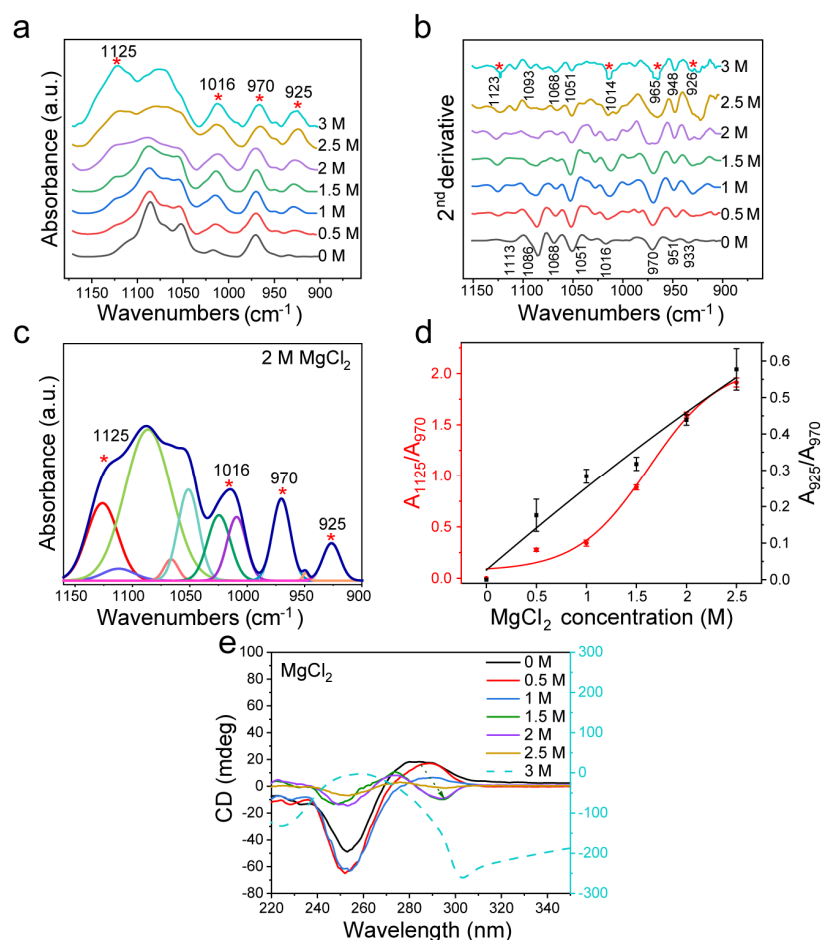 a
1125
1016
970
925
3 M
2.5 M
2 M
1.5 M
1 M
0.5 M
0 M
Absorbance (a.u.)
1150 1100 1050 1000 950 900
Wavenumbers (cm⁻¹)
b
3 M
1123 1093 1068 1051 1014 965 948 926
2.5 M
2 M
1.5 M
1 M
0.5 M
0 M
1113 1086 1068 1051 1016 970 951 933
2ⁿᵈ derivative
1150 1100 1050 1000 950 900
Wavenumbers (cm⁻¹)
c
2 M MgCl₂
1125
1016
970
925
Absorbance (a.u.)
1150 1100 1050 1000 950 900
Wavenumbers (cm⁻¹)
d
A₁₁₂₅/A₉₇₀
2.0
1.5
1.0
0.5
0.0
0.6
0.5
0.4
0.3
0.2
0.1
0.0
A₉₂₅/A₉₇₀
0 0.5 1 1.5 2 2.5
MgCl₂ concentration (M)
e
MgCl₂
0 M
0.5 M
1 M
1.5 M
2 M
2.5 M
3 M
CD (mdeg)
100
80
60
40
20
0
-20
-40
-60
-80
300
200
100
0
-100
-200
-300
220 240 260 280 300 320 340
Wavelength (nm)